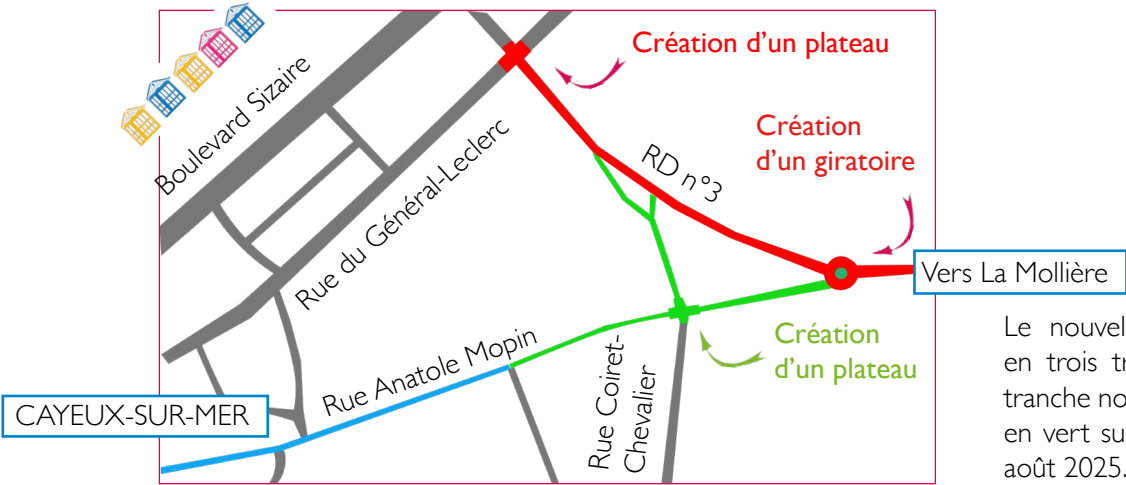 Création d'un plateau
Boulevard Sizaire
Création
d'un giratoire
RD n°3
Rue du Général-Leclerc
Vers La Mollière
Création
d'un plateau
Rue Anatole Mopin
Rue Coiret-
Chevalier
CAYEUX-SUR-MER
Le nouvel
en trois tr
tranche no
en vert su
août 2025.